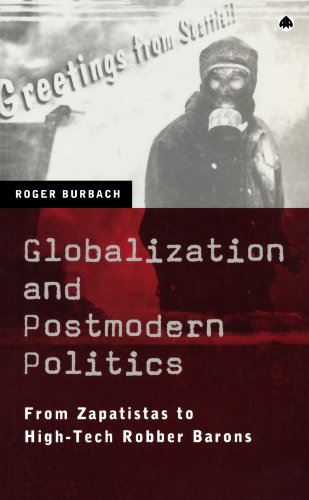 Greetings from Seattle!!
ROGER BURBACH
Globalization
and
Postmodern
Politics
From Zapatistas to
High-Tech Robber Barons